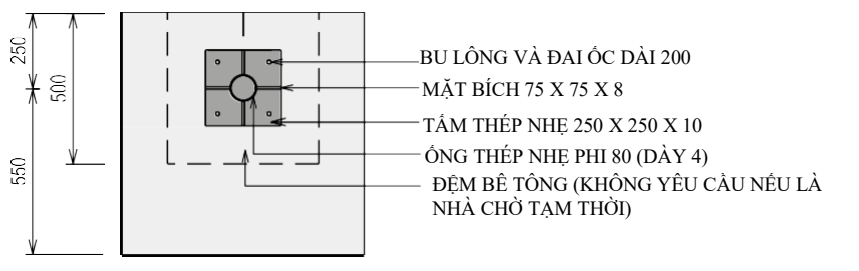 250
500
550
BU LÔNG VÀ ĐAI ỐC DÀI 200
MẶT BÍCH 75 X 75 X 8
TẤM THÉP NHẸ 250 X 250 X 10
ỐNG THÉP NHẸ PHI 80 (DÀY 4)
ĐỆM BÊ TÔNG (KHÔNG YÊU CẦU NẾU LÀ
NHÀ CHỜ TẠM THỜI)